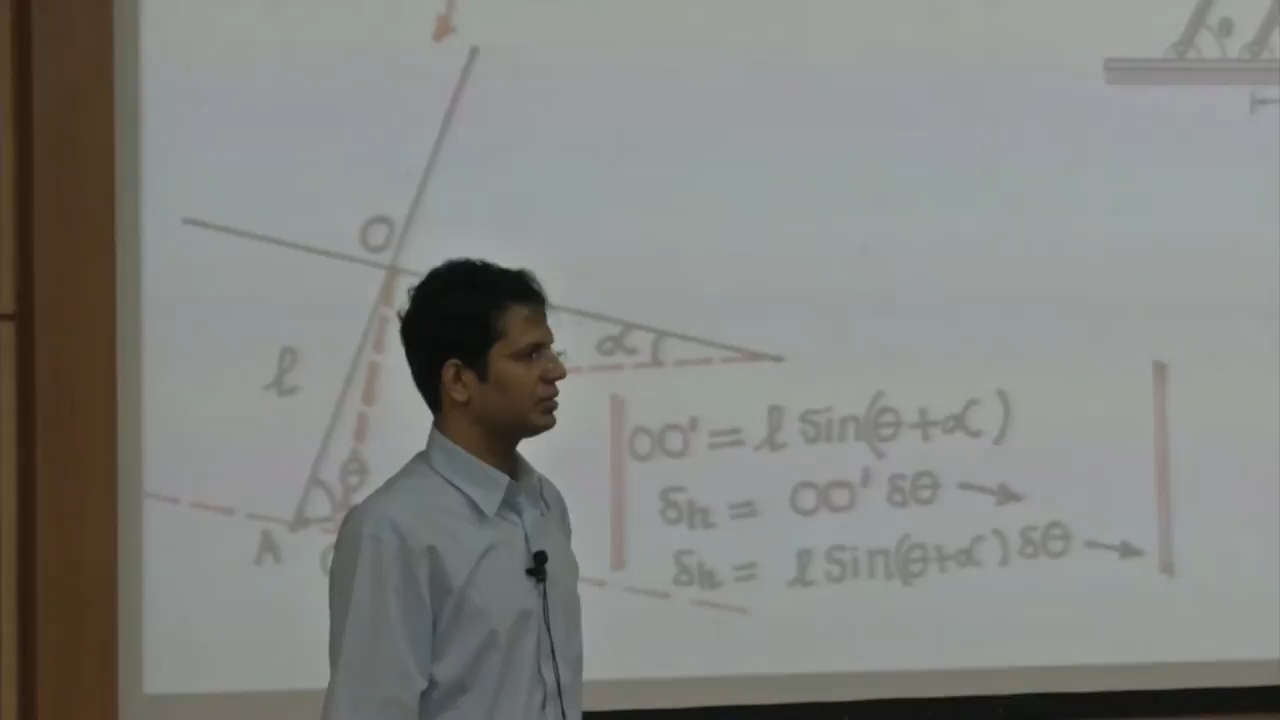 O
l
α
θ
A
OO' = l Sin(θ+α)
δh = OO' δθ →
δh = l Sin(θ+α) δθ →